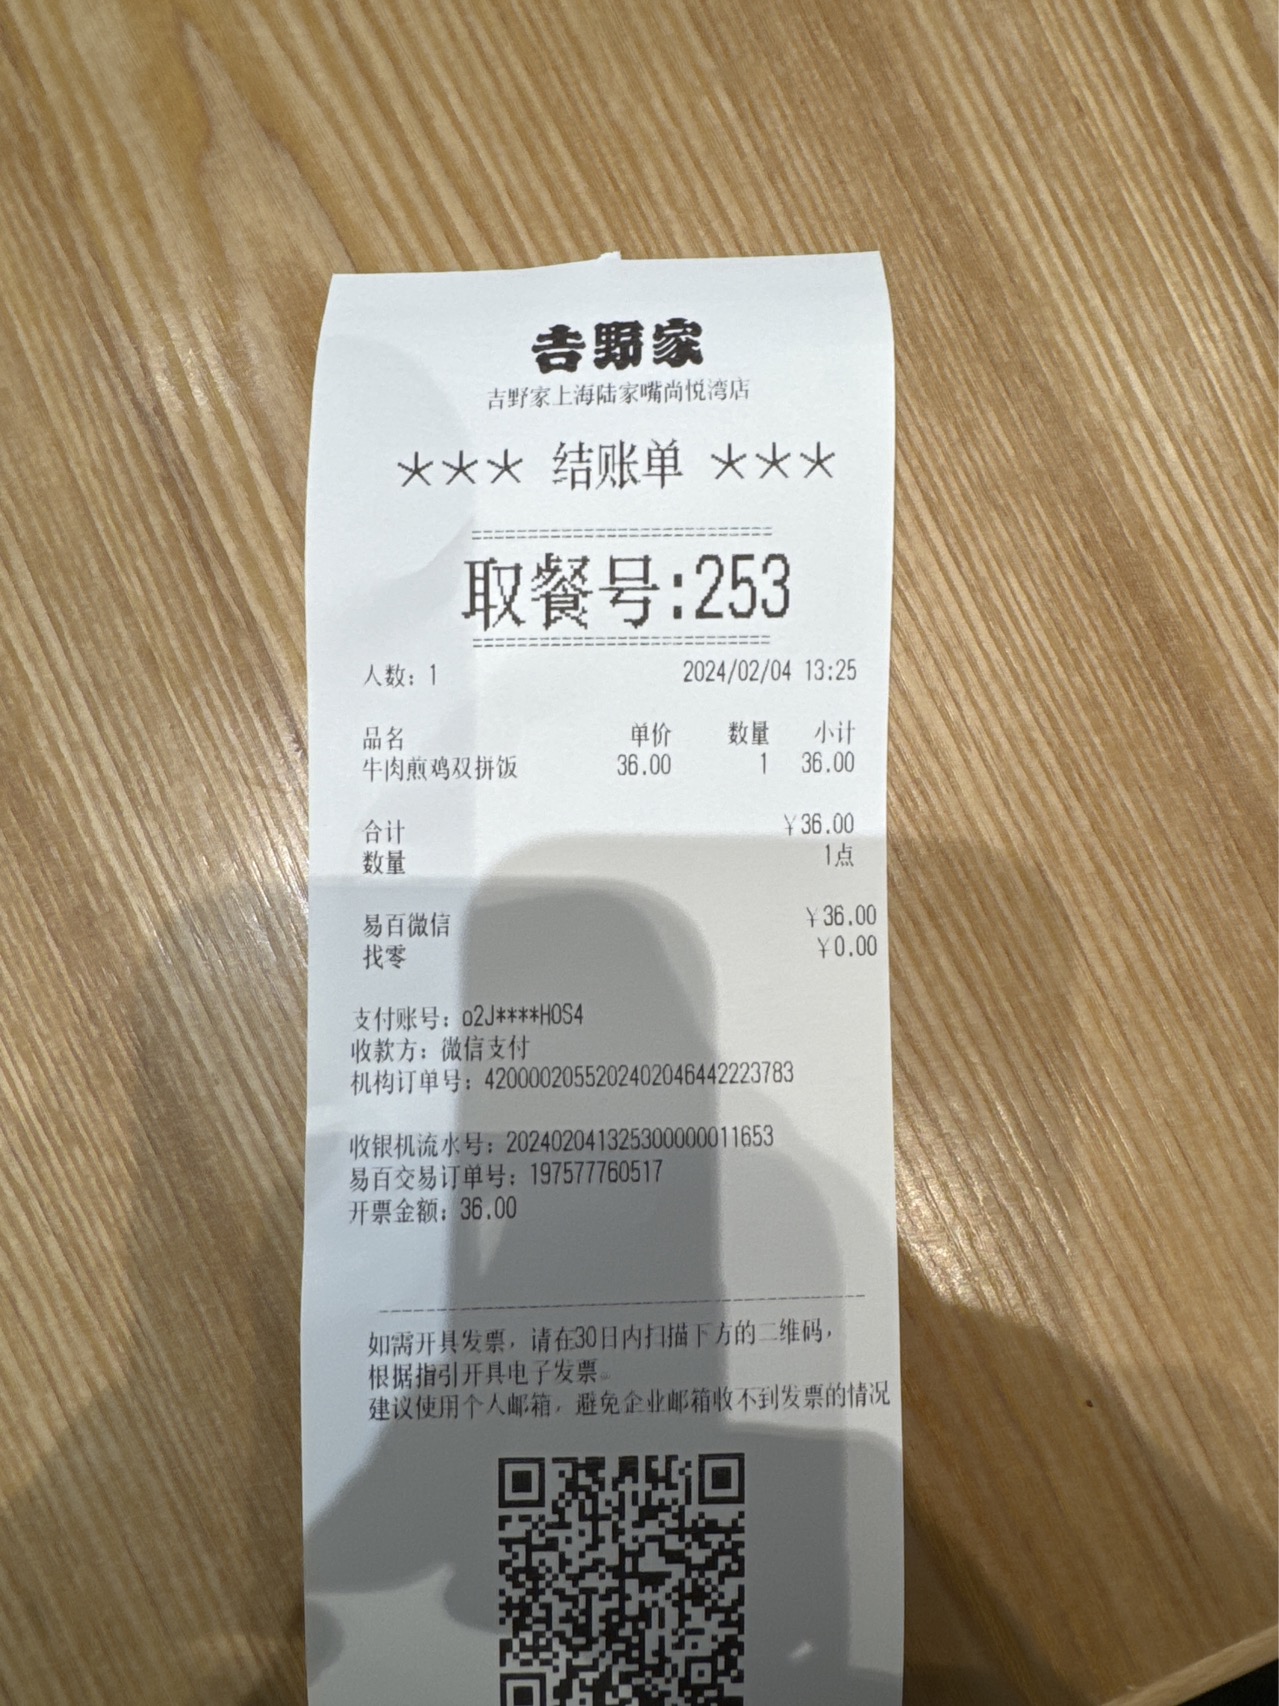 吉野家
吉野家上海陆家嘴尚悦湾店
*** 结账单 ***
=========================
取餐号:253
=========================
人数: 1 2024/02/04 13:25
品名 单价 数量 小计
牛肉煎鸡双拼饭 36.00 1 36.00
合计 ¥36.00
数量 1点
易百微信 ¥36.00
找零 ¥0.00
支付账号: o2J****HOS4
收款方: 微信支付
机构订单号: 4200002055202402046442223783
收银机流水号: 202402041325300000011653
易百交易订单号: 197577760517
开票金额: 36.00
如需开具发票, 请在30日内扫描下方的二维码,
根据指引开具电子发票。
建议使用个人邮箱, 避免企业邮箱收不到发票的情况